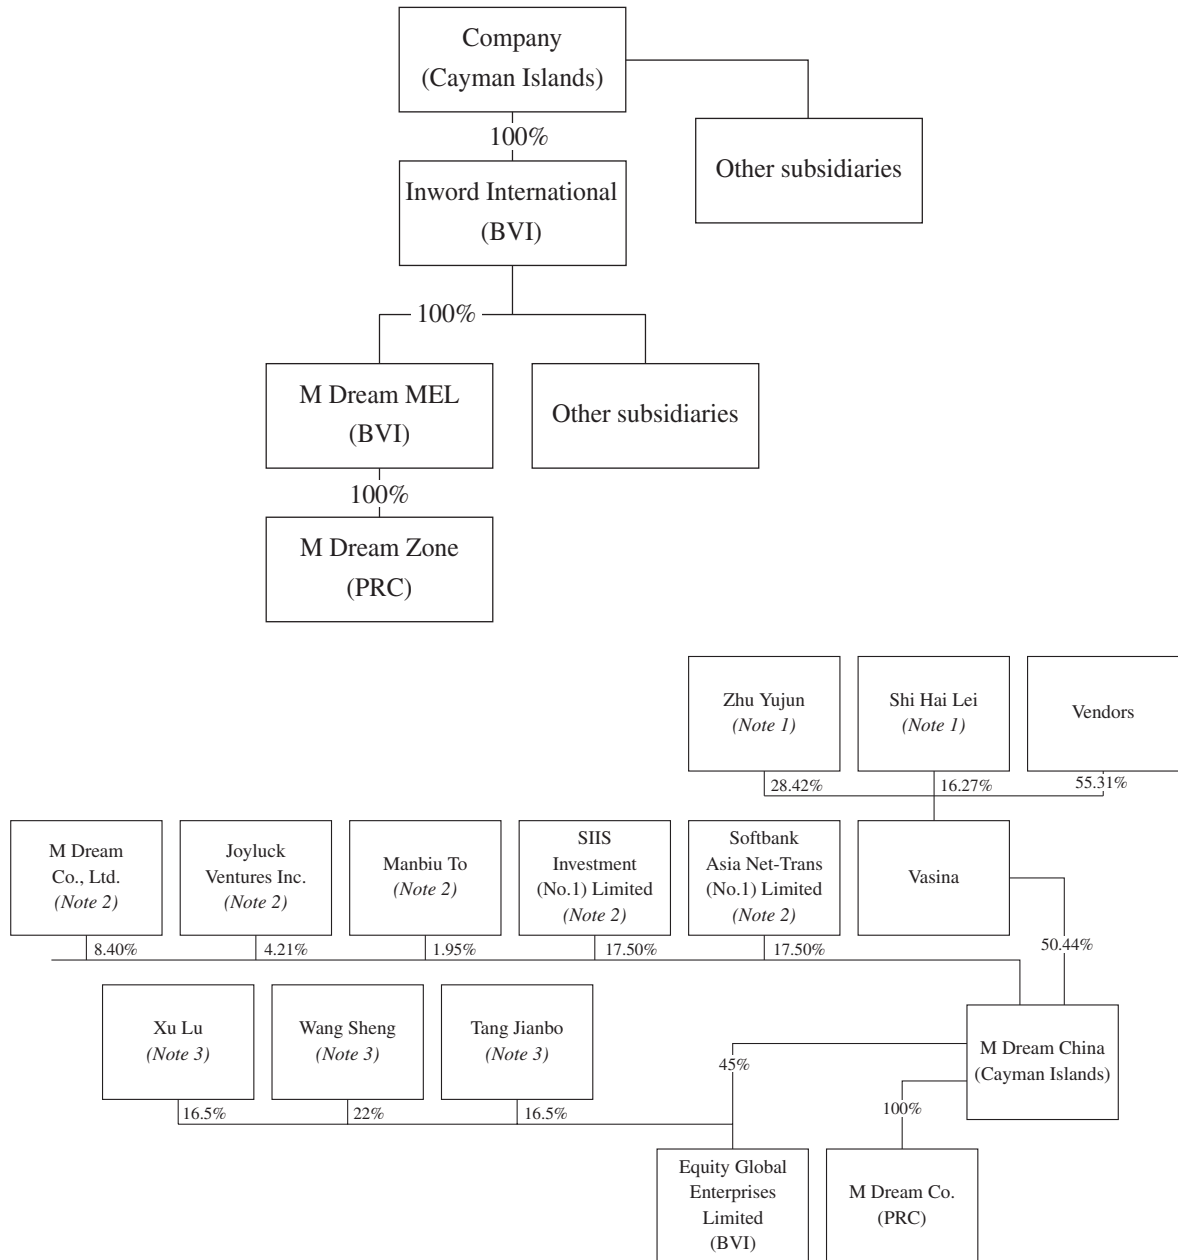 Company
(Cayman Islands)
100%
Other subsidiaries
Inword International
(BVI)
100%
M Dream MEL
(BVI)
Other subsidiaries
100%
M Dream Zone
(PRC)
Zhu Yujun
(Note 1)
Shi Hai Lei
(Note 1)
Vendors
28.42%
16.27%
55.31%
M Dream
Co., Ltd.
(Note 2)
Joyluck
Ventures Inc.
(Note 2)
Manbiu To
(Note 2)
SIIS
Investment
(No.1) Limited
(Note 2)
Softbank
Asia Net-Trans
(No.1) Limited
(Note 2)
Vasina
8.40%
4.21%
1.95%
17.50%
17.50%
50.44%
Xu Lu
(Note 3)
Wang Sheng
(Note 3)
Tang Jianbo
(Note 3)
M Dream China
(Cayman Islands)
45%
16.5%
22%
16.5%
100%
Equity Global
Enterprises
Limited
(BVI)
M Dream Co.
(PRC)